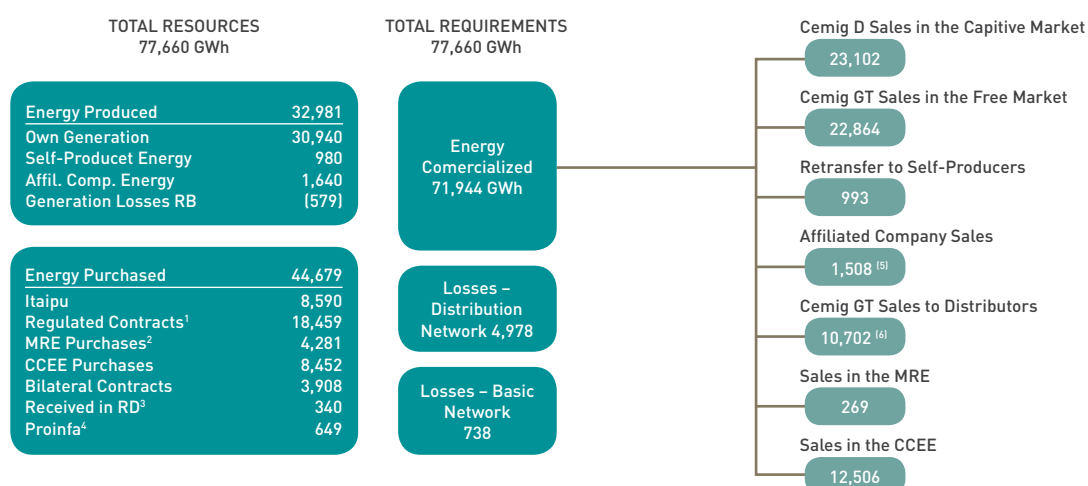 TOTAL RESOURCES
77,660 GWh
Energy Produced 32,981
Own Generation 30,940
Self-Producet Energy 980
Affil. Comp. Energy 1,640
Generation Losses RB (579)
Energy Purchased 44,679
Itaipu 8,590
Regulated Contracts¹ 18,459
MRE Purchases² 4,281
CCEE Purchases 8,452
Bilateral Contracts 3,908
Received in RD³ 340
Proinfa⁴ 649
TOTAL REQUIREMENTS
77,660 GWh
Energy
Comercialized
71,944 GWh
Losses –
Distribution
Network 4,978
Losses – Basic
Network
738
Cemig D Sales in the Capitive Market
23,102
Cemig GT Sales in the Free Market
22,864
Retransfer to Self-Producers
993
Affiliated Company Sales
1,508 (5)
Cemig GT Sales to Distributors
10,702 (6)
Sales in the MRE
269
Sales in the CCEE
12,506